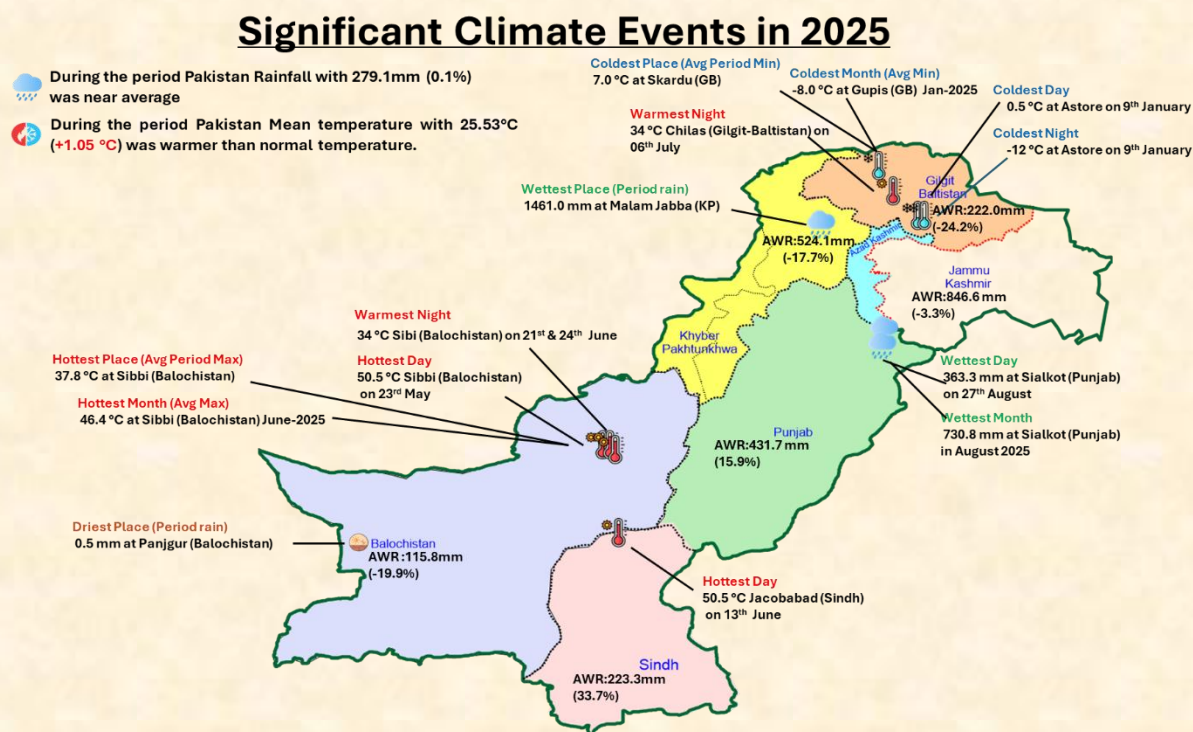 Significant Climate Events in 2025
During the period Pakistan Rainfall with 279.1mm (0.1%)
was near average
During the period Pakistan Mean temperature with 25.53°C
(+1.05 °C) was warmer than normal temperature.
Coldest Place (Avg Period Min)
7.0 °C at Skardu (GB)
Coldest Month (Avg Min)
-8.0 °C at Gupis (GB) Jan-2025
Coldest Day
0.5 °C at Astore on 9th January
Warmest Night
34 °C Chilas (Gilgit-Baltistan) on
06th July
Coldest Night
-12 °C at Astore on 9th January
Wettest Place (Period rain)
1461.0 mm at Malam Jabba (KP)
Gilgit
Baltistan
AWR:222.0mm
(-24.2%)
AWR:524.1mm
(-17.7%)
Azad Kashmir
Jammu
Kashmir
AWR:846.6 mm
(-3.3%)
Khyber
Pakhtunkhwa
Warmest Night
34 °C Sibi (Balochistan) on 21st & 24th June
Hottest Place (Avg Period Max)
37.8 °C at Sibbi (Balochistan)
Hottest Day
50.5 °C Sibbi (Balochistan)
on 23rd May
Hottest Month (Avg Max)
46.4 °C at Sibbi (Balochistan) June-2025
Wettest Day
363.3 mm at Sialkot (Punjab)
on 27th August
Wettest Month
730.8 mm at Sialkot (Punjab)
in August 2025
Punjab
AWR:431.7 mm
(15.9%)
Driest Place (Period rain)
0.5 mm at Panjgur (Balochistan)
Balochistan
AWR :115.8mm
(-19.9%)
Hottest Day
50.5 °C Jacobabad (Sindh)
on 13th June
Sindh
AWR:223.3mm
(33.7%)